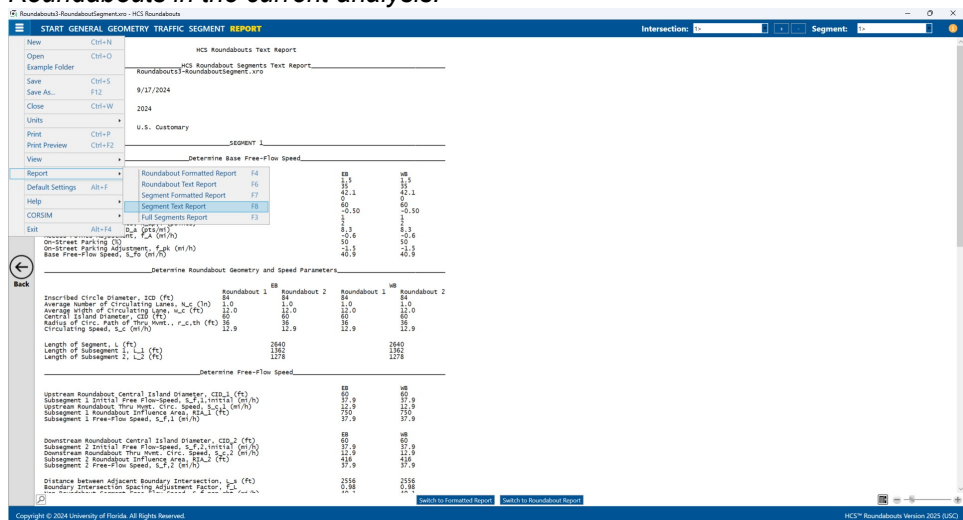 Roundabouts in the current analysis.
Roundabouts3-RoundaboutSegment.xro - HCS Roundabouts
START GENERAL GEOMETRY TRAFFIC SEGMENT REPORT
Intersection: 1>
Segment: 1>
New Ctrl+N
Open Ctrl+O
Example Folder
Save Ctrl+S
Save As... F12
Close Ctrl+W
Units
Print Ctrl+P
Print Preview Ctrl+F2
View
Report
Default Settings Alt+F
Help
CORSIM
Exit Alt+F4
Roundabout Formatted Report F4
Roundabout Text Report F6
Segment Formatted Report F7
Segment Text Report F8
Full Segments Report F3
Back
HCS Roundabouts Text Report
HCS Roundabout Segments Text Report
Roundabouts3-RoundaboutSegment.xro
9/17/2024
2024
U.S. Customary
SEGMENT 1
Determine Base Free-Flow Speed
EB WB
1.5 1.5
35 35
42.1 42.1
0 0
60 60
-0.50 -0.50
1 1
2 2
D_a (pts/mi) 8.3 8.3
f_A (mi/h) -0.6 -0.6
On-Street Parking (%) 50 50
On-Street Parking Adjustment, f_pk (mi/h) -1.5 -1.5
Base Free-Flow Speed, S_fo (mi/h) 40.9 40.9
Determine Roundabout Geometry and Speed Parameters
EB WB
Roundabout 1 Roundabout 2 Roundabout 1 Roundabout 2
Inscribed Circle Diameter, ICD (ft) 84 84 84 84
Average Number of Circulating Lanes, N_c (ln) 1.0 1.0 1.0 1.0
Average Width of Circulating Lane, w_c (ft) 12.0 12.0 12.0 12.0
Central Island Diameter, CID (ft) 60 60 60 60
Radius of Circ. Path of Thru Mvmt., r_c,th (ft) 36 36 36 36
Circulating Speed, S_c (mi/h) 12.9 12.9 12.9 12.9
Length of Segment, L (ft) 2640 2640
Length of Subsegment 1, L_1 (ft) 1362 1362
Length of Subsegment 2, L_2 (ft) 1278 1278
Determine Free-Flow Speed
EB WB
Upstream Roundabout Central Island Diameter, CID_1 (ft) 60 60
Subsegment 1 Initial Free Flow-Speed, S_f,1,initial (mi/h) 37.9 37.9
Upstream Roundabout Thru Mvmt. Circ. Speed, S_c,1 (mi/h) 12.9 12.9
Subsegment 1 Roundabout Influence Area, RIA_1 (ft) 750 750
Subsegment 1 Free-Flow Speed, S_f,1 (mi/h) 37.9 37.9
EB WB
Downstream Roundabout Central Island Diameter, CID_2 (ft) 60 60
Subsegment 2 Initial Free Flow-Speed, S_f,2,initial (mi/h) 37.9 37.9
Downstream Roundabout Thru Mvmt. Circ. Speed, S_c,2 (mi/h) 12.9 12.9
Subsegment 2 Roundabout Influence Area, RIA_2 (ft) 416 416
Subsegment 2 Free-Flow Speed, S_f,2 (mi/h) 37.9 37.9
Distance between Adjacent Boundary Intersection, L_s (ft) 2556 2556
Boundary Intersection Spacing Adjustment Factor, f_L 0.98 0.98
Switch to Formatted Report Switch to Roundabout Report
Copyright © 2024 University of Florida. All Rights Reserved.
HCS™ Roundabouts Version 2025 (USC)